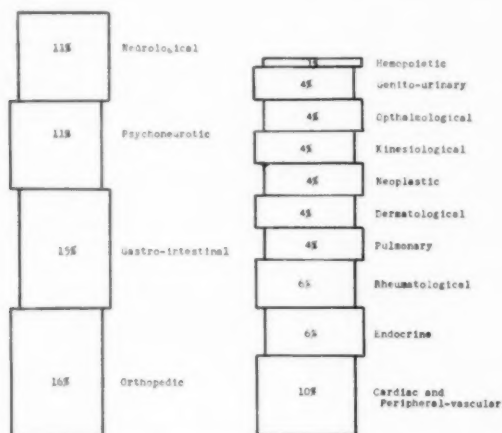 11% Neurological
11% Psychoneurotic
15% Gastro-intestinal
16% Orthopedic
1% Hemopoietic
4% Genito-urinary
4% Opthalmological
4% Kinesiological
4% Neoplastic
4% Dermatological
4% Pulmonary
6% Rheumatological
6% Endocrine
10% Cardiac and
Peripheral-vascular